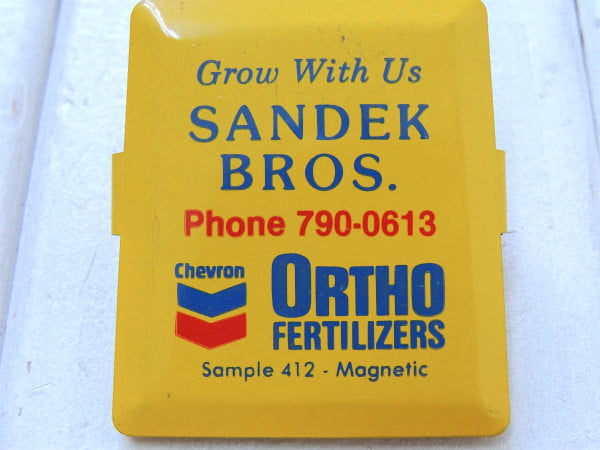 Grow With Us
SANDEK
BROS.
Phone 790-0613
Chevron
ORTHO
FERTILIZERS
Sample 412 - Magnetic